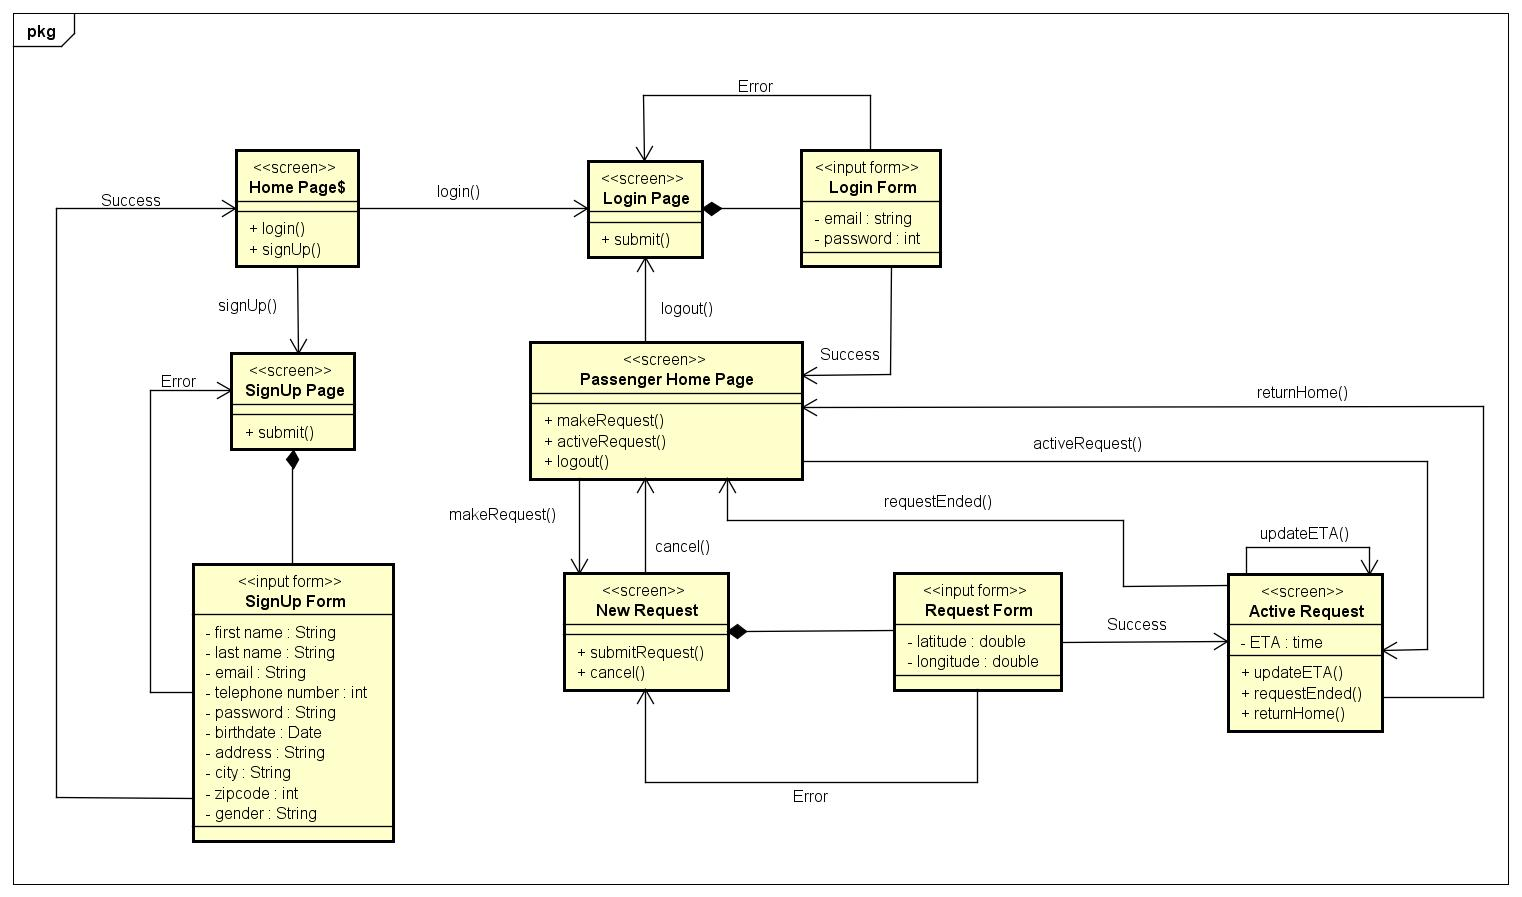 pkg
Error
<<screen>>
Home Page$
+ login()
+ signUp()
Success
login()
<<screen>>
Login Page
+ submit()
<<input form>>
Login Form
- email : string
- password : int
signUp()
logout()
Success
<<screen>>
SignUp Page
+ submit()
Error
<<screen>>
Passenger Home Page
+ makeRequest()
+ activeRequest()
+ logout()
returnHome()
activeRequest()
requestEnded()
makeRequest()
cancel()
updateETA()
<<input form>>
SignUp Form
- first name : String
- last name : String
- email : String
- telephone number : int
- password : String
- birthdate : Date
- address : String
- city : String
- zipcode : int
- gender : String
<<screen>>
New Request
+ submitRequest()
+ cancel()
<<input form>>
Request Form
- latitude : double
- longitude : double
Success
<<screen>>
Active Request
- ETA : time
+ updateETA()
+ requestEnded()
+ returnHome()
Error